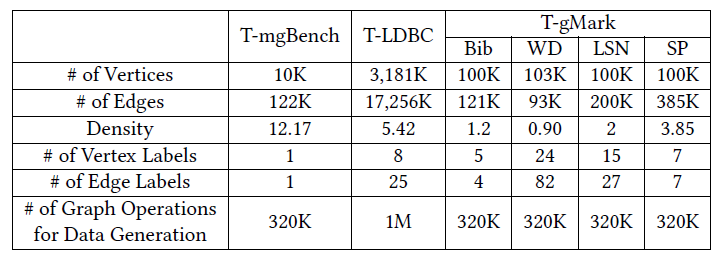 T-mgBench T-LDBC T-gMark
Bib WD LSN SP
# of Vertices 10K 3,181K 100K 103K 100K 100K
# of Edges 122K 17,256K 121K 93K 200K 385K
Density 12.17 5.42 1.2 0.90 2 3.85
# of Vertex Labels 1 8 5 24 15 7
# of Edge Labels 1 25 4 82 27 7
# of Graph Operations
for Data Generation 320K 1M 320K 320K 320K 320K